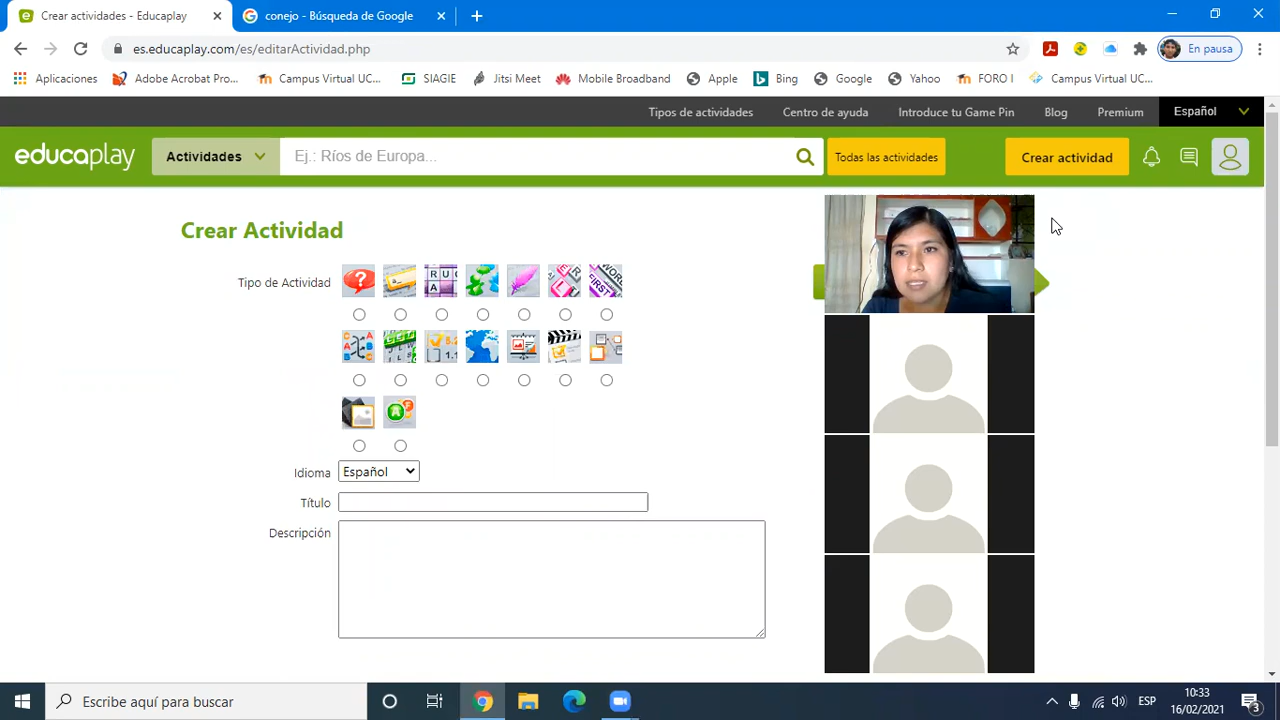 Crear actividades - Educaplay
conejo - Búsqueda de Google
es.educaplay.com/es/editarActividad.php
En pausa
Aplicaciones
Adobe Acrobat Pro...
Campus Virtual UC...
SIAGIE
Jitsi Meet
Mobile Broadband
Apple
Bing
Google
Yahoo
FORO I
Campus Virtual UC...
Tipos de actividades
Centro de ayuda
Introduce tu Game Pin
Blog
Premium
Español
educaplay
Actividades
Ej.: Ríos de Europa...
Todas las actividades
Crear actividad
Crear Actividad
Tipo de Actividad
Idioma
Español
Título
Descripción
Escribe aquí para buscar
ESP
10:33
16/02/2021
3